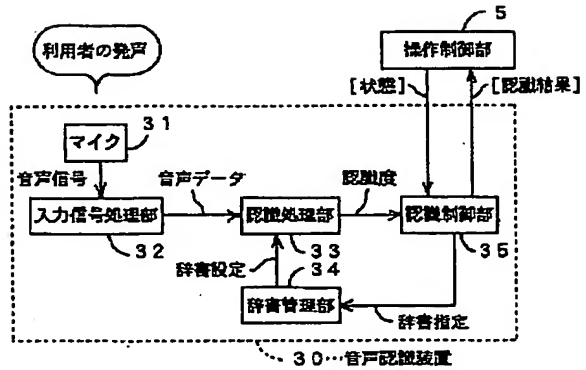 5
利用者の発声
操作制御部
[状態]
[認識結果]
31
マイク
音声信号
音声データ
認識度
入力信号処理部
認識処理部
認識制御部
32
33
35
辞書設定
34
辞書管理部
辞書指定
30…音声認識装置